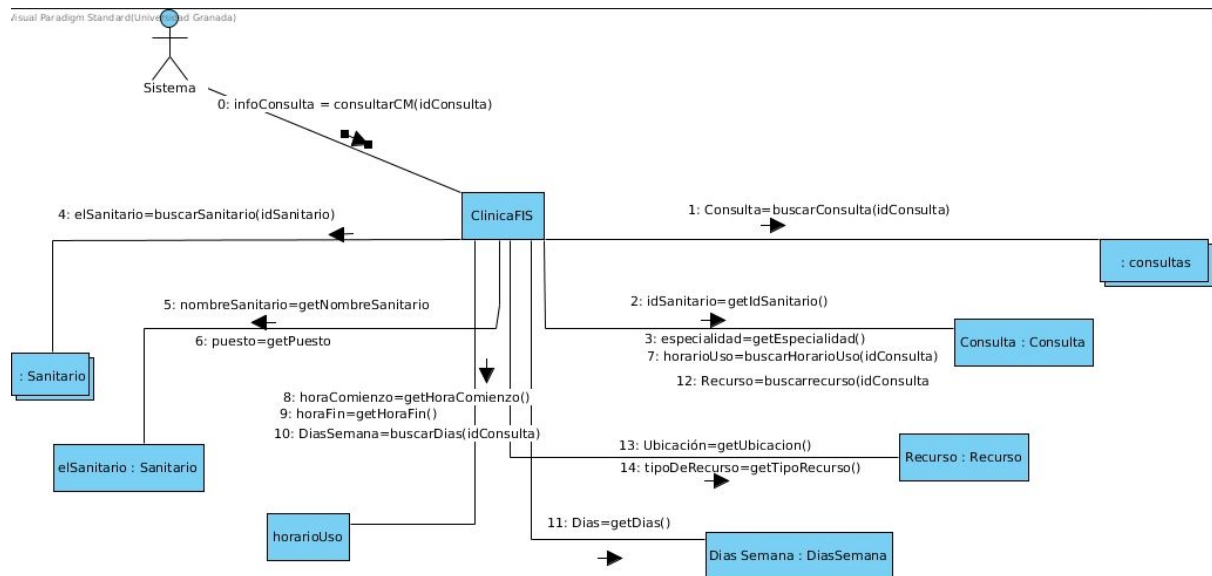 Visual Paradigm Standard(Universidad Granada)
Sistema
0: infoConsulta = consultarCM(idConsulta)
4: elSanitario=buscarSanitario(idSanitario)
ClinicaFIS
1: Consulta=buscarConsulta(idConsulta)
: consultas
5: nombreSanitario=getNombreSanitario
6: puesto=getPuesto
2: idSanitario=getIdSanitario()
3: especialidad=getEspecialidad()
7: horarioUso=buscarHorarioUso(idConsulta)
12: Recurso=buscarrecurso(idConsulta
Consulta : Consulta
: Sanitario
8: horaComienzo=getHoraComienzo()
9: horaFin=getHoraFin()
10: DiasSemana=buscarDias(idConsulta)
13: Ubicación=getUbicacion()
14: tipoDeRecurso=getTipoRecurso()
Recurso : Recurso
elSanitario : Sanitario
horarioUso
11: Dias=getDias()
Dias Semana : DiasSemana